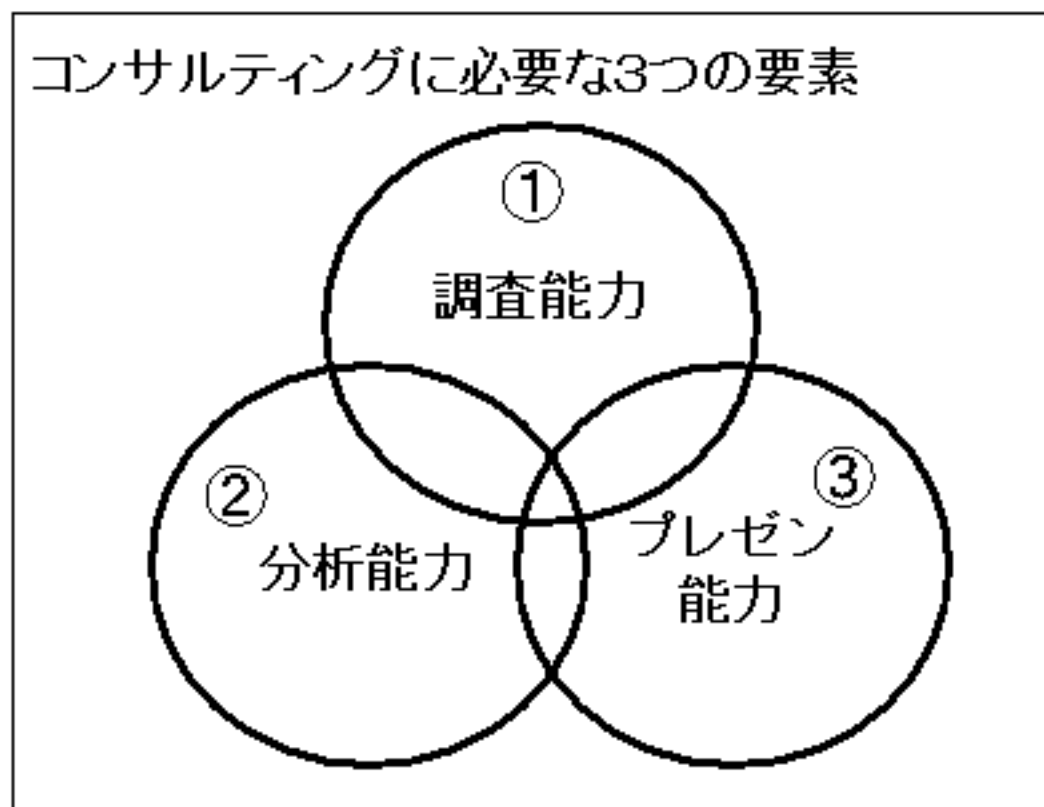 コンサルティングに必要な3つの要素
①
調査能力
②
分析能力
③
プレゼン
能力